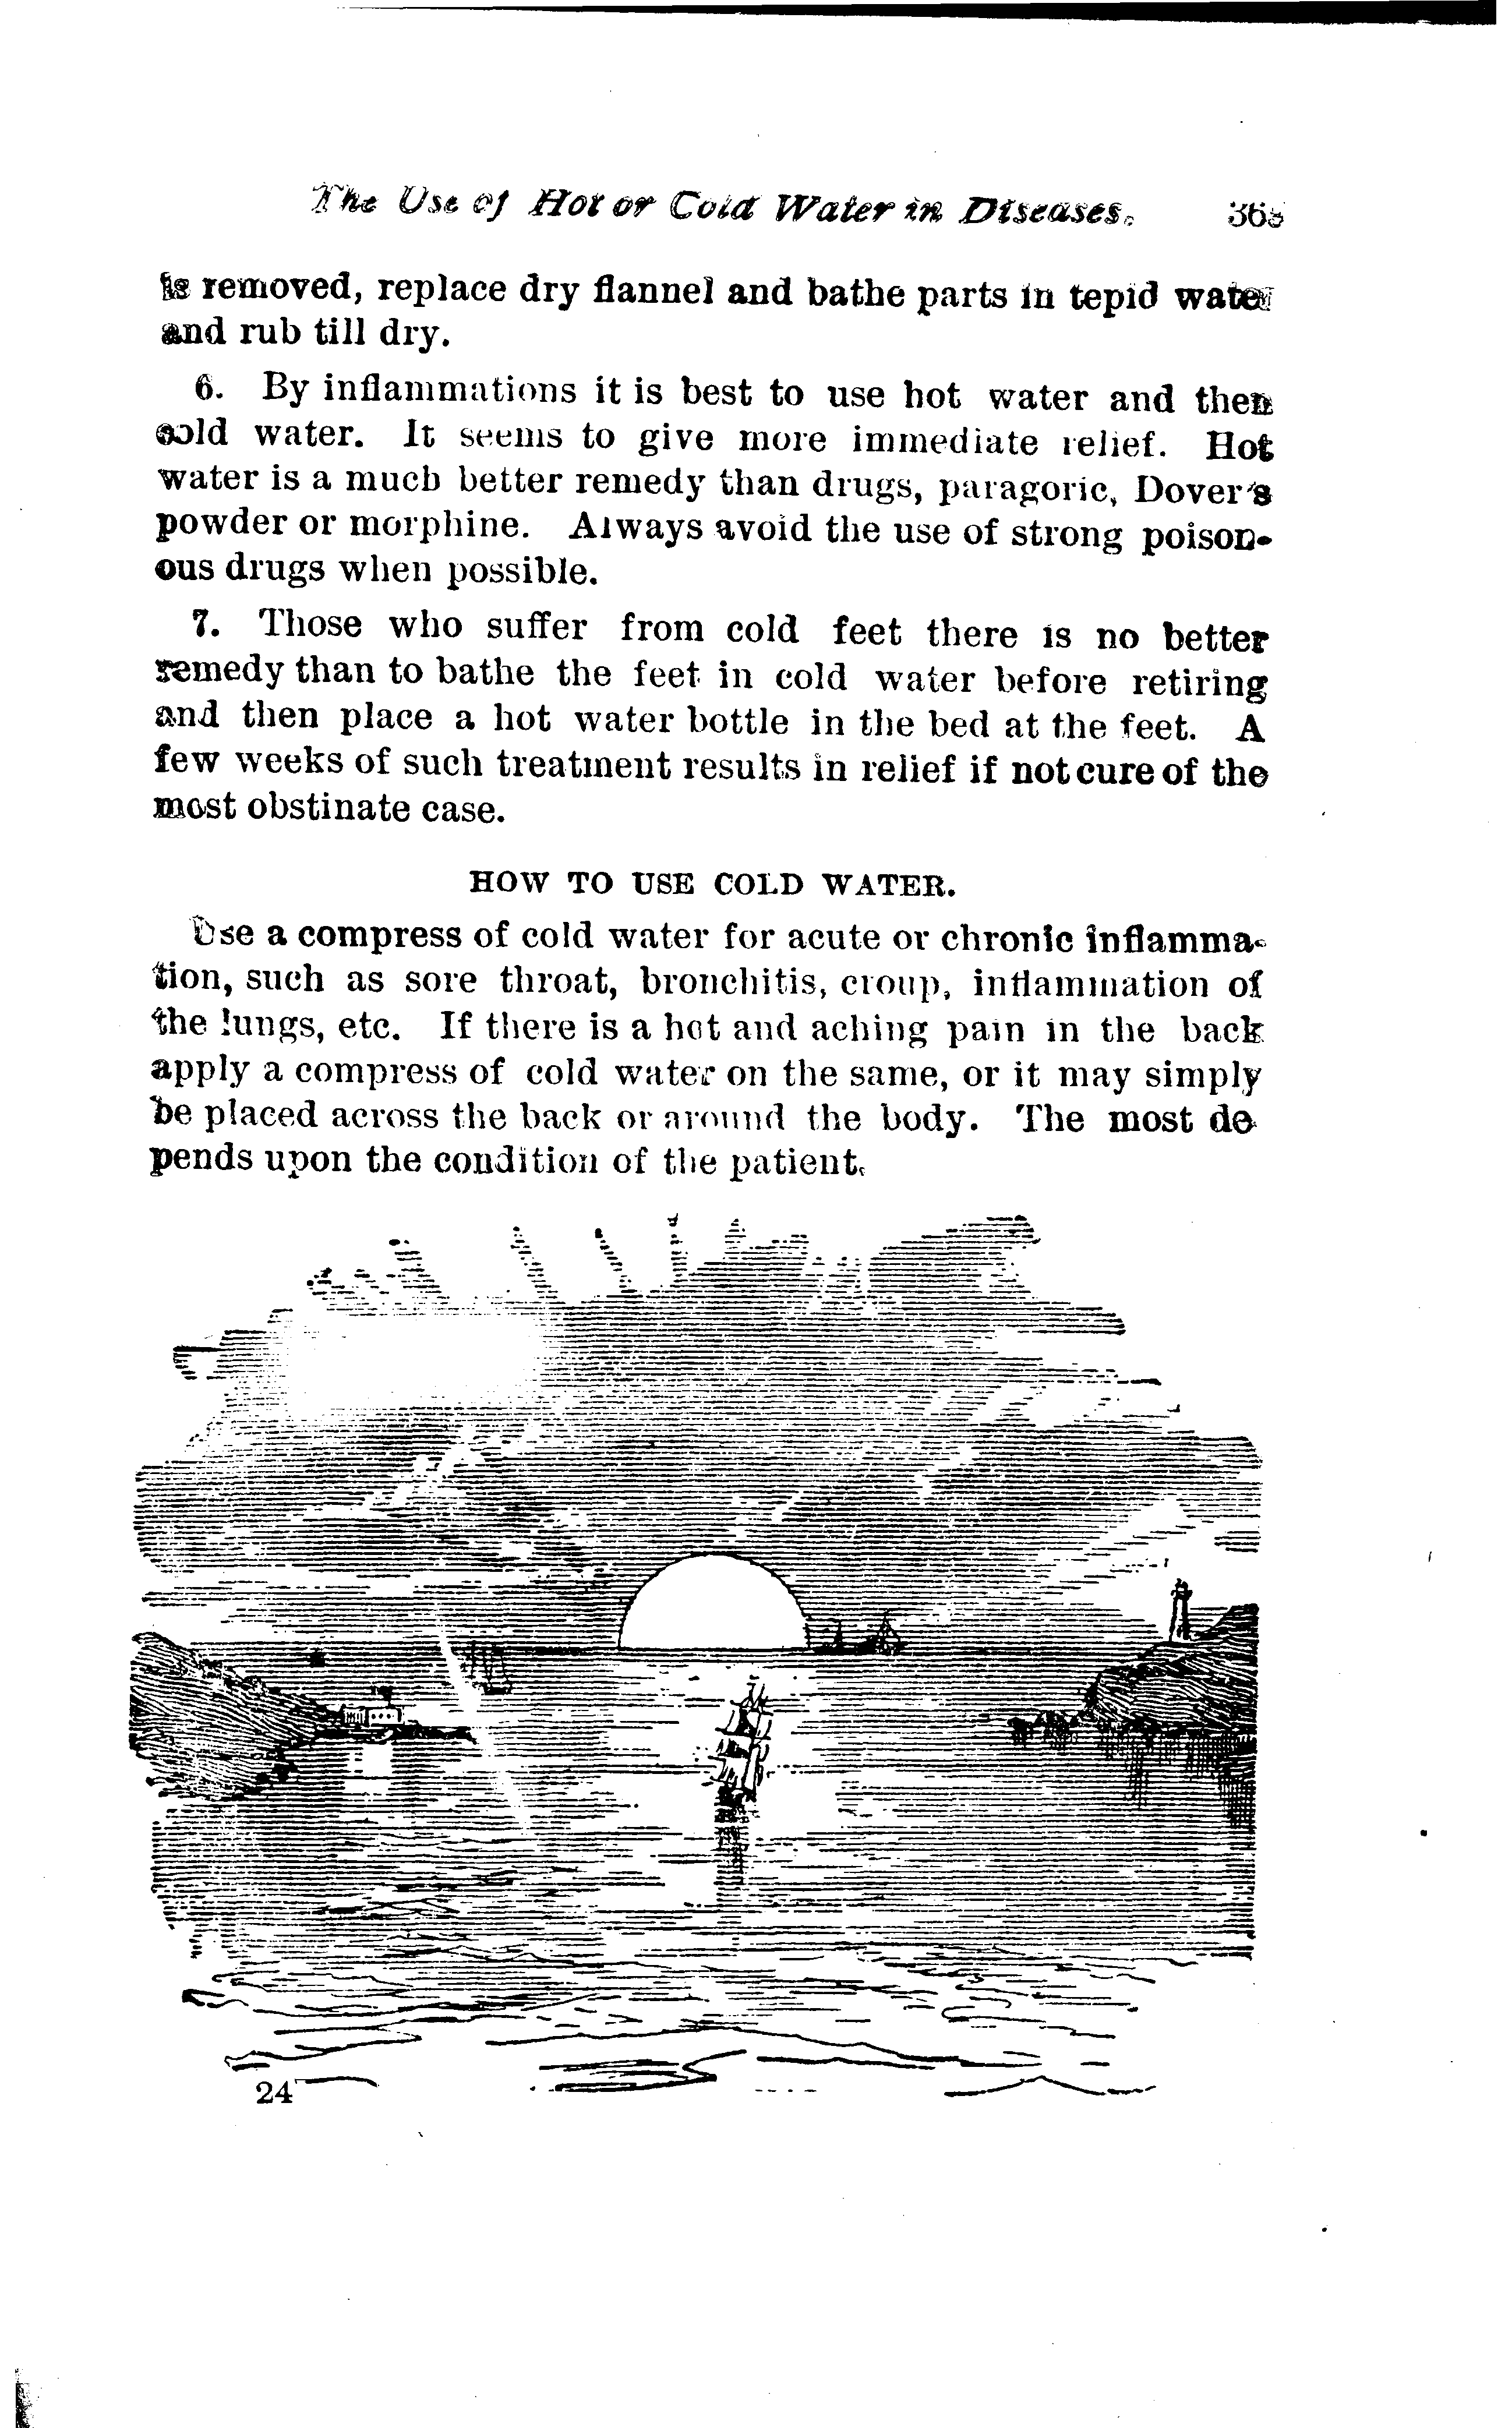 The Use of Hot or Cold Water in Diseases.
is removed, replace dry flannel and bathe parts in tepid water
and rub till dry.
6. By inflammations it is best to use hot water and then
cold water. It seems to give more immediate relief. Hot
water is a much better remedy than drugs, paragoric, Dover's
powder or morphine. Always avoid the use of strong poison-
ous drugs when possible.
7. Those who suffer from cold feet there is no better
remedy than to bathe the feet in cold water before retiring
and then place a hot water bottle in the bed at the feet. A
few weeks of such treatment results in relief if not cure of the
most obstinate case.
HOW TO USE COLD WATER.
Use a compress of cold water for acute or chronic inflamma-
tion, such as sore throat, bronchitis, croup, inflammation of
the lungs, etc. If there is a hot and aching pain in the back
apply a compress of cold water on the same, or it may simply
be placed across the back or around the body. The most de
pends upon the condition of the patient.
24